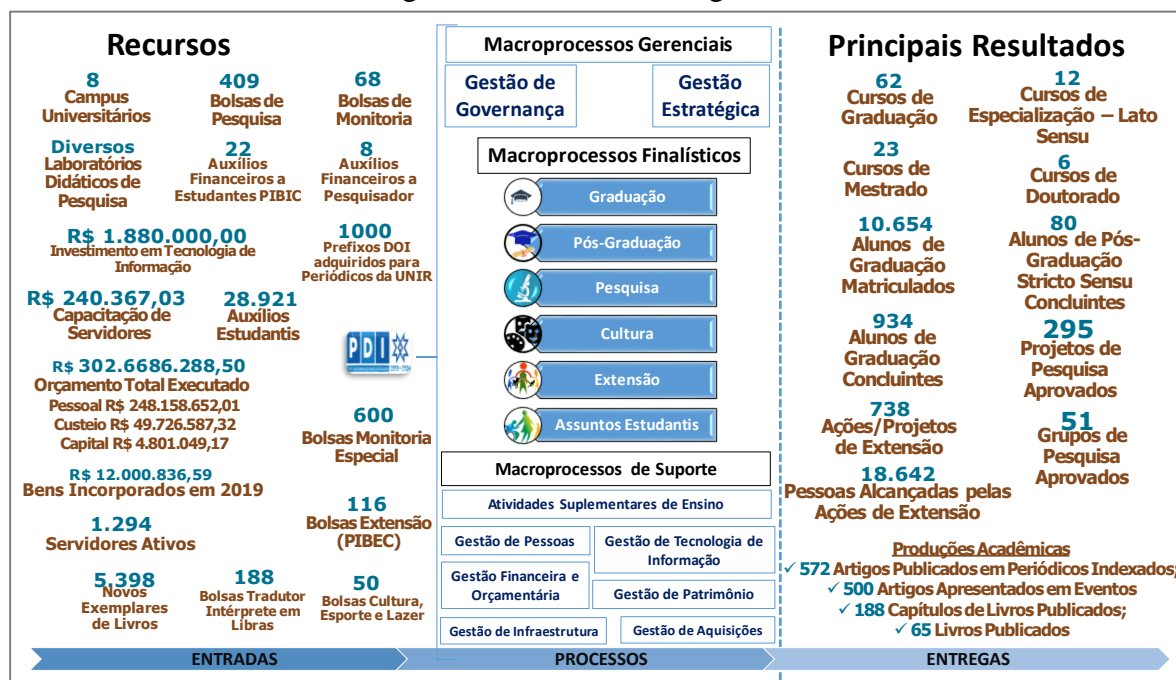 Recursos
8
Campus
Universitários
409
Bolsas de
Pesquisa
68
Bolsas de
Monitoria
Diversos
Laboratórios
Didáticos de
Pesquisa
22
Auxílios
Financeiros a
Estudantes PIBIC
8
Auxílios
Financeiros a
Pesquisador
R$ 1.880.000,00
Investimento em Tecnologia de
Informação
1000
Prefixos DOI
adquiridos para
Periódicos da UNIR
R$ 240.367,03
Capacitação de
Servidores
28.921
Auxílios
Estudantis
R$ 302.6686.288,50
Orçamento Total Executado
Pessoal R$ 248.158.652,01
Custeio R$ 49.726.587,32
Capital R$ 4.801.049,17
600
Bolsas Monitoria
Especial
R$ 12.000.836,59
Bens Incorporados em 2019
1.294
Servidores Ativos
116
Bolsas Extensão
(PIBEC)
5.398
Novos
Exemplares
de Livros
188
Bolsas Tradutor
Intérprete em
Libras
50
Bolsas Cultura,
Esporte e Lazer
PDI
Macroprocessos Gerenciais
Gestão de
Governança
Gestão
Estratégica
Macroprocessos Finalísticos
Graduação
Pós-Graduação
Pesquisa
Cultura
Extensão
Assuntos Estudantis
Macroprocessos de Suporte
Atividades Suplementares de Ensino
Gestão de Pessoas
Gestão de Tecnologia de
Informação
Gestão Financeira e
Orçamentária
Gestão de Patrimônio
Gestão de Infraestrutura
Gestão de Aquisições
Principais Resultados
62
Cursos de
Graduação
12
Cursos de
Especialização – Lato
Sensu
23
Cursos de
Mestrado
6
Cursos de
Doutorado
10.654
Alunos de
Graduação
Matriculados
80
Alunos de Pós-
Graduação
Stricto Sensu
Concluintes
934
Alunos de
Graduação
Concluintes
295
Projetos de
Pesquisa
Aprovados
738
Ações/Projetos
de Extensão
51
Grupos de
Pesquisa
Aprovados
18.642
Pessoas Alcançadas pelas
Ações de Extensão
Produções Acadêmicas
✓ 572 Artigos Publicados em Periódicos Indexados;
✓ 500 Artigos Apresentados em Eventos
✓ 188 Capítulos de Livros Publicados;
✓ 65 Livros Publicados
ENTRADAS
PROCESSOS
ENTREGAS